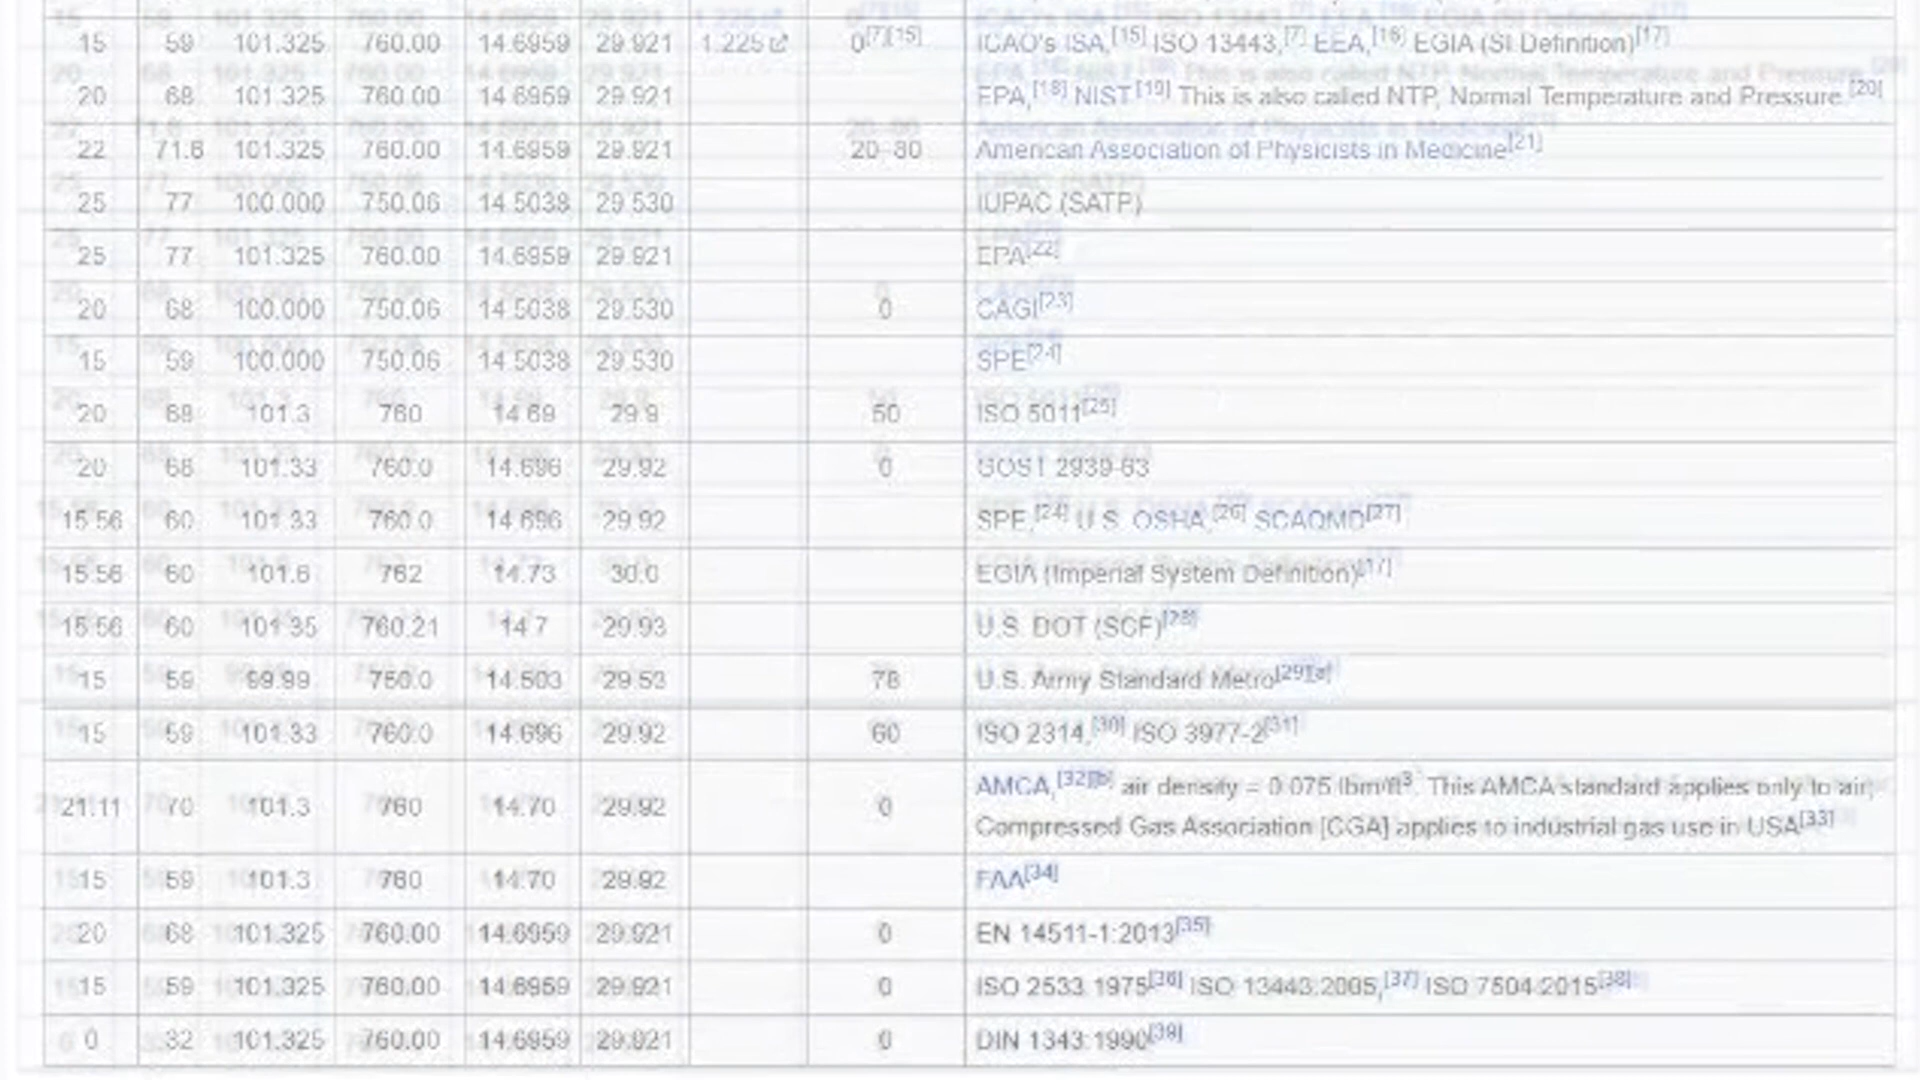 15 59 101.325 760.00 14.6959 29.921 1.225 0[7][15] ICAO's ISA,[15] ISO 13443,[7] EEA,[16] EGIA (SI Definition)[17]
20 68 101.325 760.00 14.6959 29.921 EPA,[18] NIST[19] This is also called NTP, Normal Temperature and Pressure.[20]
22 71.6 101.325 760.00 14.6959 29.921 20–80 American Association of Physicists in Medicine[21]
25 77 100.000 750.06 14.5038 29.530 IUPAC (SATP)
25 77 101.325 760.00 14.6959 29.921 EPA[22]
20 68 100.000 750.06 14.5038 29.530 0 CAGI[23]
15 59 100.000 750.06 14.5038 29.530 SPE[24]
20 68 101.3 760 14.69 29.9 50 ISO 5011[25]
20 68 101.33 760.0 14.696 29.92 0 GOST 2939-63
15.56 60 101.33 760.0 14.696 29.92 SPE,[24] U.S. OSHA,[26] SCAQMD[27]
15.56 60 101.6 762 14.73 30.0 EGIA (Imperial System Definition)[17]
15.56 60 101.35 760.21 14.7 29.93 U.S. DOT (SCF)[28]
15 59 99.99 750.0 14.503 29.53 78 U.S. Army Standard Metro[29][a]
15 59 101.33 760.0 14.696 29.92 60 ISO 2314,[30] ISO 3977-2[31]
21.11 70 101.3 760 14.70 29.92 0 AMCA,[32][b] air density = 0.075 lbm/ft³. This AMCA standard applies only to air;
Compressed Gas Association [CGA] applies to industrial gas use in USA[33]
15 59 101.3 760 14.70 29.92 FAA[34]
20 68 101.325 760.00 14.6959 29.921 0 EN 14511-1:2013[35]
15 59 101.325 760.00 14.6959 29.921 0 ISO 2533:1975[36] ISO 13443:2005,[37] ISO 7504:2015[38]
0 32 101.325 760.00 14.6959 29.921 0 DIN 1343:1990[39]